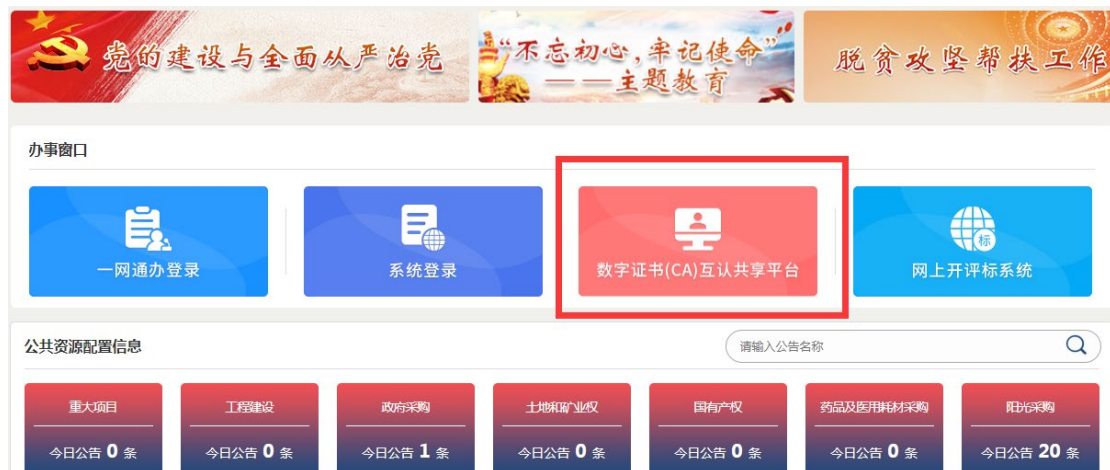 党的建设与全面从严治党
“不忘初心,牢记使命”
——主题教育
脱贫攻坚帮扶工作
办事窗口
一网通办登录
系统登录
数字证书(CA)互认共享平台
标
网上开评标系统
公共资源配置信息
请输入公告名称
重大项目
工程建设
政府采购
土地和矿业权
国有产权
药品及医用耗材采购
阳光采购
今日公告 0 条
今日公告 0 条
今日公告 1 条
今日公告 0 条
今日公告 0 条
今日公告 0 条
今日公告 20 条